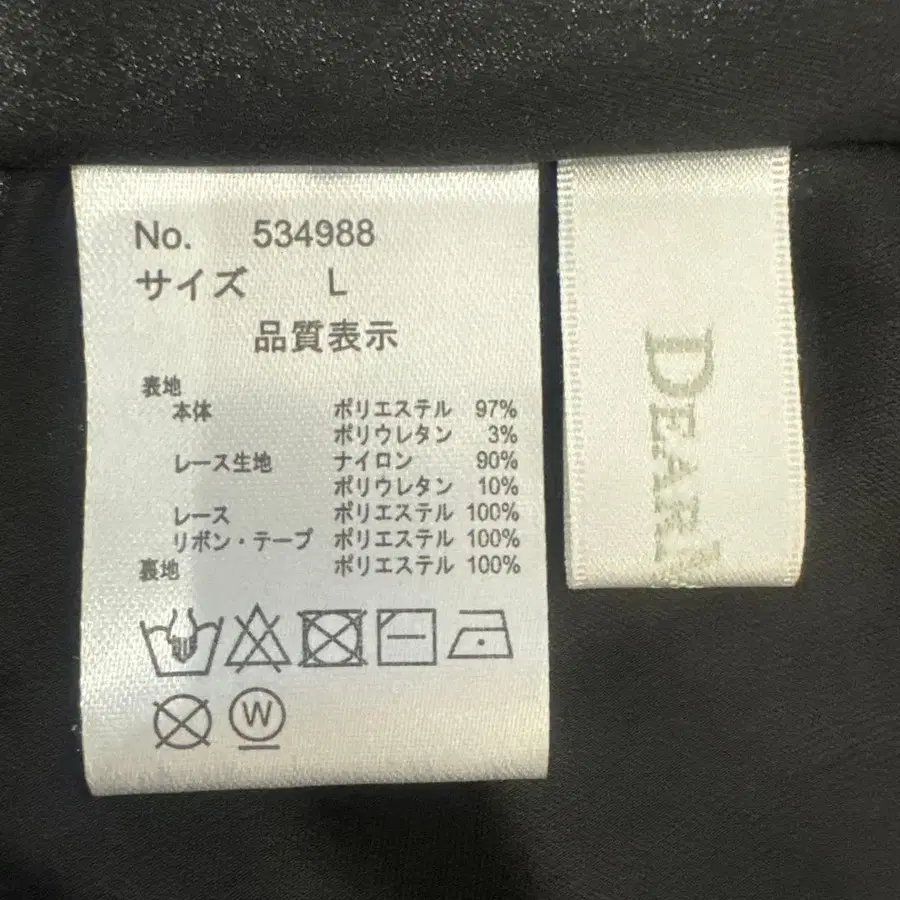 No. 534988
サイズ L
品質表示
表地
本体 ポリエステル 97%
ポリウレタン 3%
レース生地 ナイロン 90%
ポリウレタン 10%
レース ポリエステル 100%
リボン・テープ ポリエステル 100%
裏地 ポリエステル 100%
W
DEAR